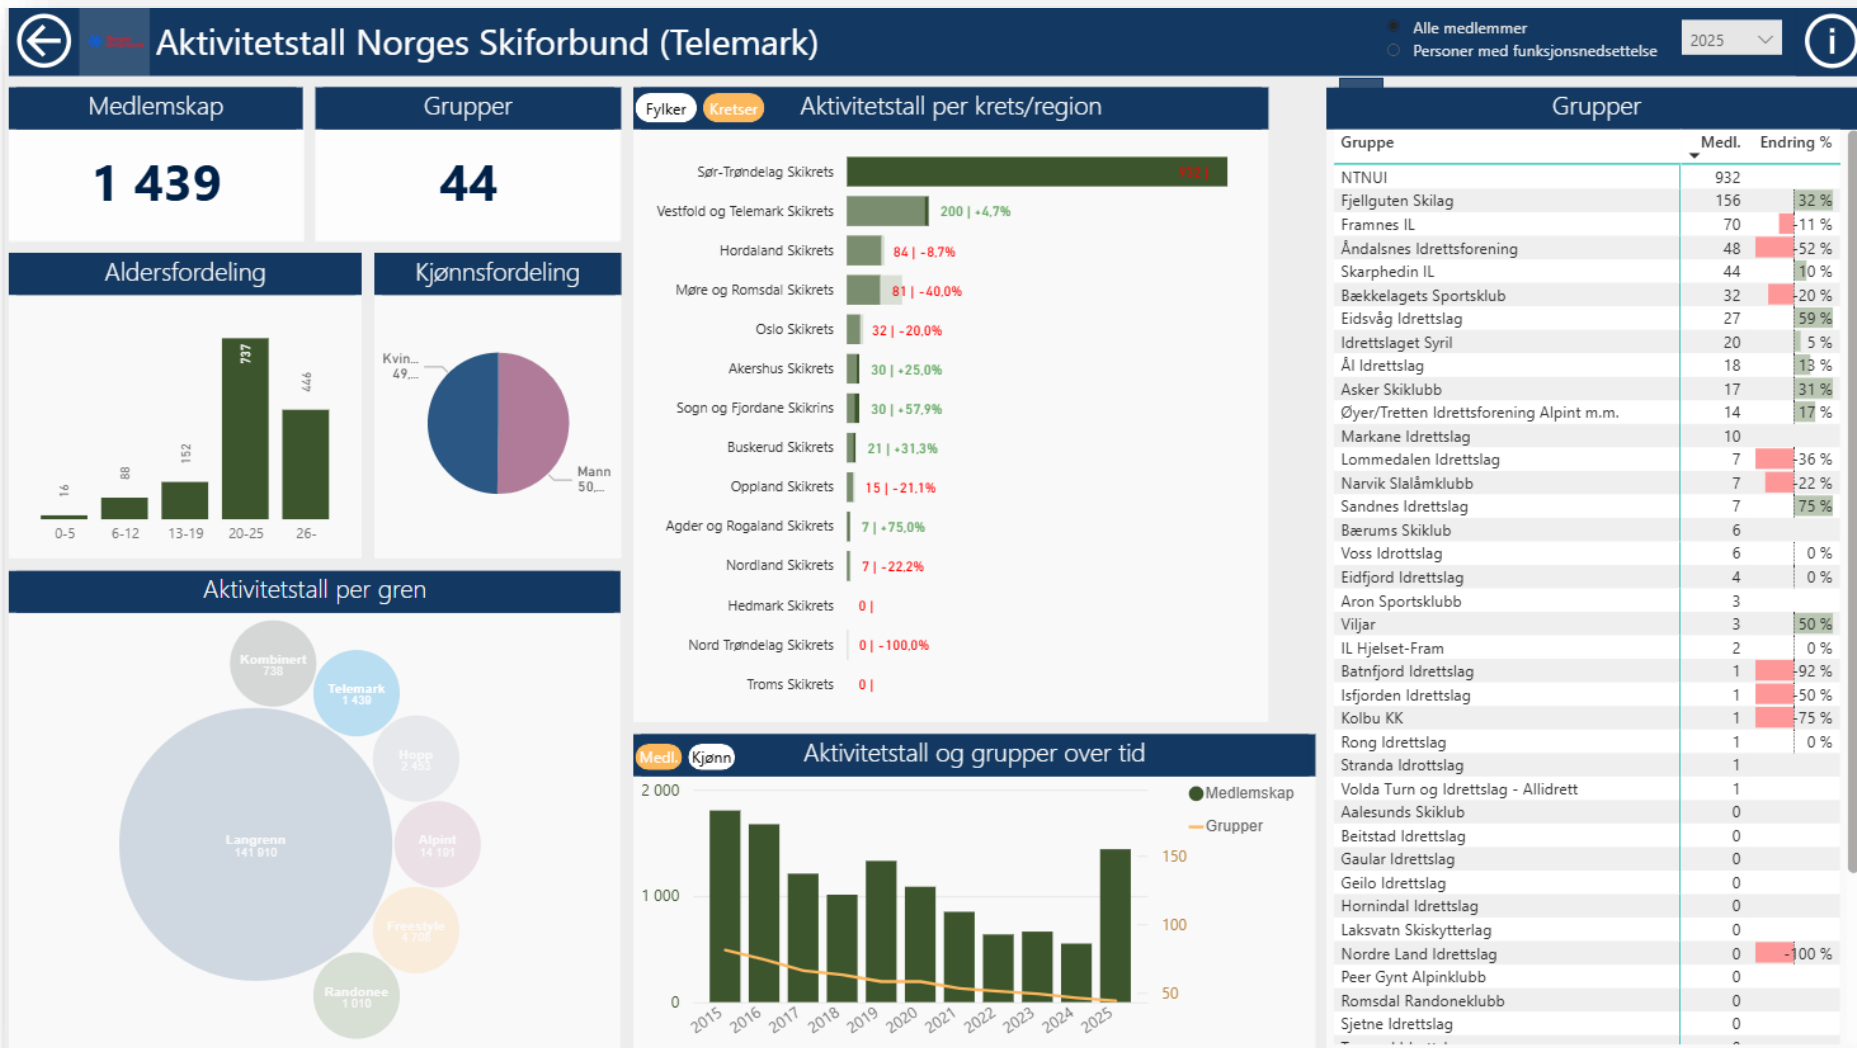 Aktivitetstall Norges Skiforbund (Telemark)
Alle medlemmer
Personer med funksjonsnedsettelse
2025
i
Medlemskap
1 439
Grupper
44
Aldersfordeling
16
88
152
737
446
0-5
6-12
13-19
20-25
26-
Kjønnsfordeling
Kvin...
49,...
Mann
50,...
Aktivitetstall per gren
Kombinert
738
Telemark
1 439
Hopp
2 453
Langrenn
141 910
Alpint
14 191
Freestyle
Randonee
1 010
Fylker
Kretser
Aktivitetstall per krets/region
Sør-Trøndelag Skikrets 932 |
Vestfold og Telemark Skikrets 200 | +4,7%
Hordaland Skikrets 84 | -8,7%
Møre og Romsdal Skikrets 81 | -40,0%
Oslo Skikrets 32 | -20,0%
Akershus Skikrets 30 | +25,0%
Sogn og Fjordane Skikrins 30 | +57,9%
Buskerud Skikrets 21 | +31,3%
Oppland Skikrets 15 | -21,1%
Agder og Rogaland Skikrets 7 | +75,0%
Nordland Skikrets 7 | -22,2%
Hedmark Skikrets 0 |
Nord Trøndelag Skikrets 0 | -100,0%
Troms Skikrets 0 |
Medl.
Kjønn
Aktivitetstall og grupper over tid
2 000
1 000
0
150
100
50
Medlemskap
Grupper
2015
2016
2017
2018
2019
2020
2021
2022
2023
2024
2025
Grupper
Gruppe Medl. Endring %
NTNUI 932
Fjellguten Skilag 156 32 %
Framnes IL 70 -11 %
Åndalsnes Idrettsforening 48 -52 %
Skarphedin IL 44 10 %
Bækkelagets Sportsklub 32 -20 %
Eidsvåg Idrettslag 27 59 %
Idrettslaget Syril 20 5 %
Ål Idrettslag 18 13 %
Asker Skiklubb 17 31 %
Øyer/Tretten Idrettsforening Alpint m.m. 14 17 %
Markane Idrettslag 10
Lommedalen Idrettslag 7 -36 %
Narvik Slalåmklubb 7 -22 %
Sandnes Idrettslag 7 75 %
Bærums Skiklub 6
Voss Idrottslag 6 0 %
Eidfjord Idrettslag 4 0 %
Aron Sportsklubb 3
Viljar 3 50 %
IL Hjelset-Fram 2 0 %
Batnfjord Idrettslag 1 -92 %
Isfjorden Idrettslag 1 -50 %
Kolbu KK 1 -75 %
Rong Idrettslag 1 0 %
Stranda Idrottslag 1
Volda Turn og Idrettslag - Allidrett 1
Aalesunds Skiklub 0
Beitstad Idrettslag 0
Gaular Idrettslag 0
Geilo Idrettslag 0
Hornindal Idrettslag 0
Laksvatn Skiskytterlag 0
Nordre Land Idrettslag 0 -100 %
Peer Gynt Alpinklubb 0
Romsdal Randoneklubb 0
Sjetne Idrettslag 0